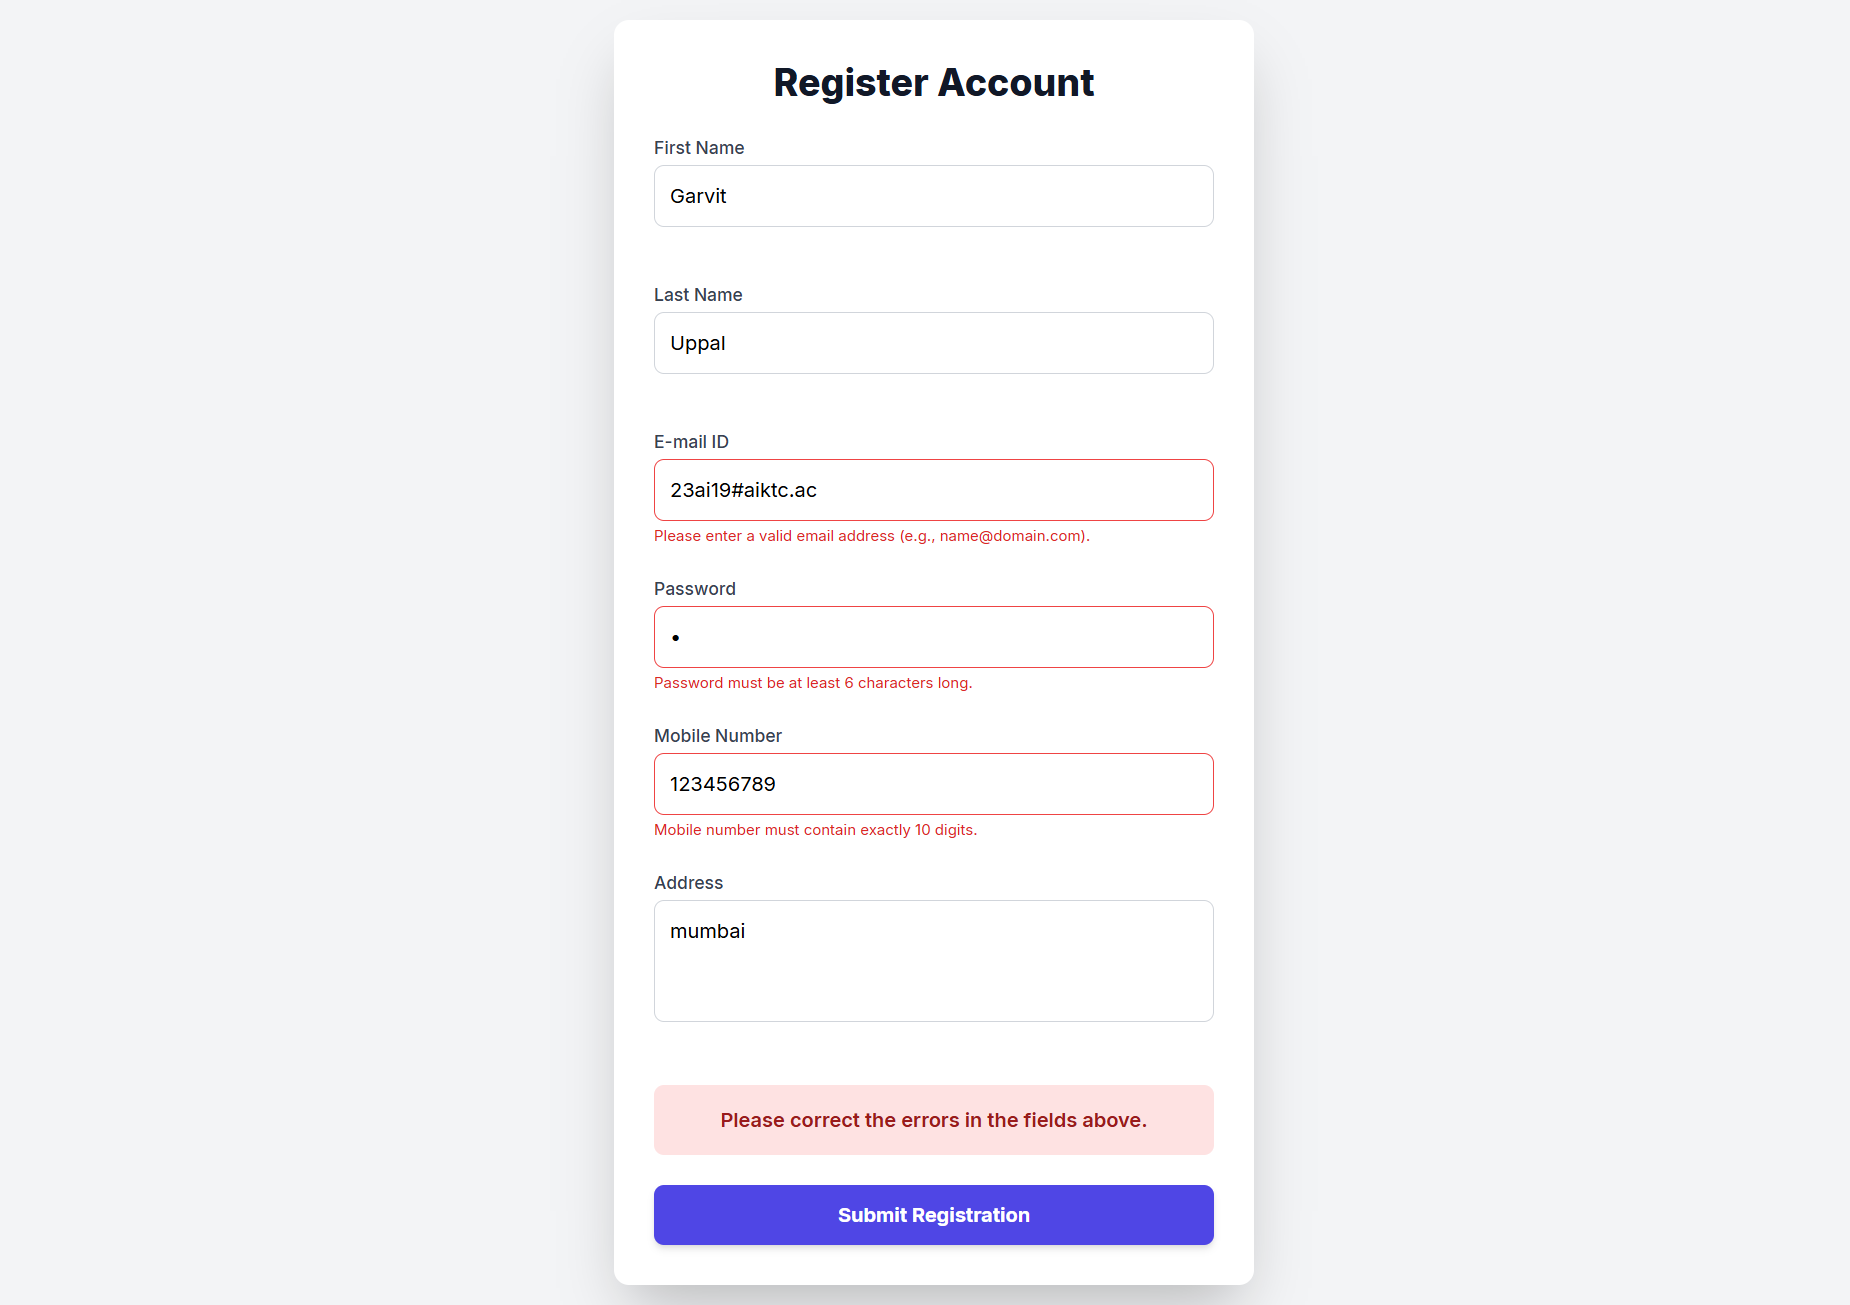 Register Account
First Name
Garvit
Last Name
Uppal
E-mail ID
23ai19#aiktc.ac
Please enter a valid email address (e.g., name@domain.com).
Password
•
Password must be at least 6 characters long.
Mobile Number
123456789
Mobile number must contain exactly 10 digits.
Address
mumbai
Please correct the errors in the fields above.
Submit Registration